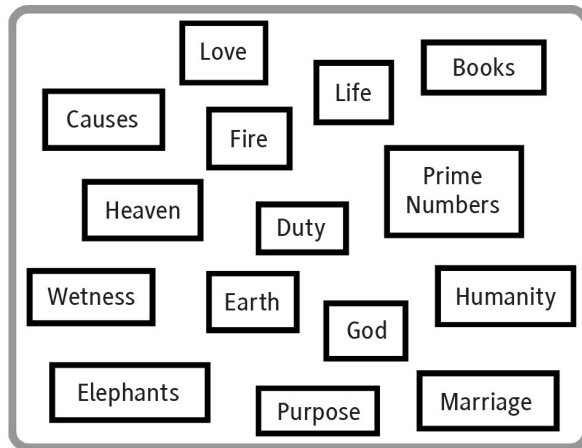 Love
Books
Life
Causes
Fire
Prime
Numbers
Heaven
Duty
Wetness
Earth
Humanity
God
Elephants
Purpose
Marriage